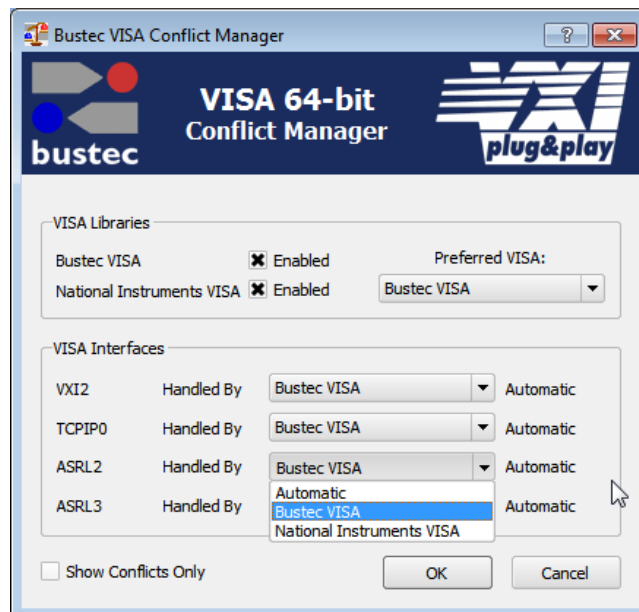 Bustec VISA Conflict Manager
VISA 64-bit
Conflict Manager
bustec
VXI
plug&play
VISA Libraries
Bustec VISA Enabled Preferred VISA:
National Instruments VISA Enabled Bustec VISA
VISA Interfaces
VXI2 Handled By Bustec VISA Automatic
TCPIP0 Handled By Bustec VISA Automatic
ASRL2 Handled By Bustec VISA Automatic
Automatic
ASRL3 Handled By Bustec VISA Automatic
National Instruments VISA
Show Conflicts Only OK Cancel